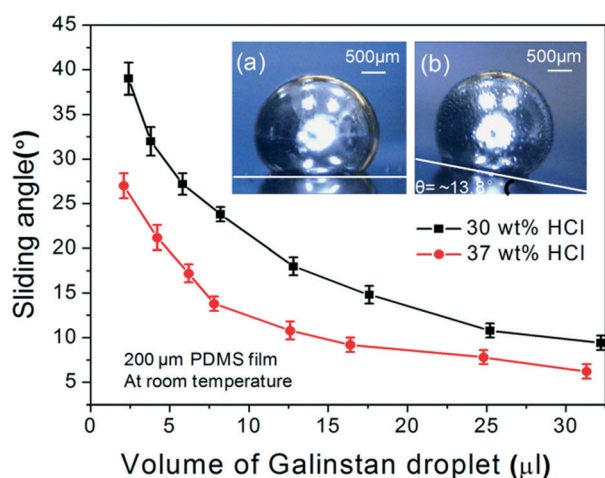 45
40
35
30
25
20
15
10
5
Sliding angle(°)
(a)
500µm
(b)
500µm
θ= ~13.8°
30 wt% HCl
37 wt% HCl
200 µm PDMS film
At room temperature
0 5 10 15 20 25 30
Volume of Galinstan droplet (µl)